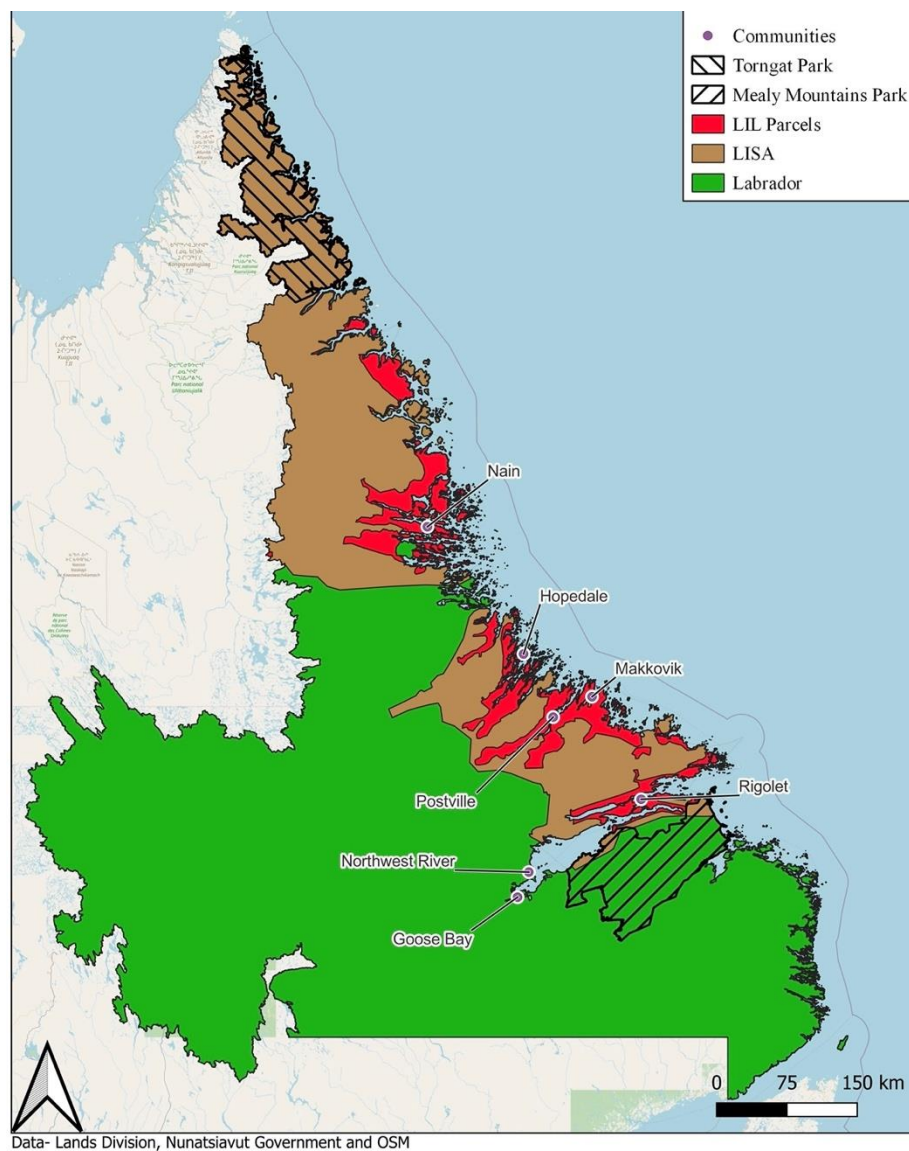 Communities
Torngat Park
Mealy Mountains Park
LIL Parcels
LISA
Labrador
Nain
Hopedale
Makkovik
Postville
Rigolet
Northwest River
Goose Bay
0 75 150 km
Data- Lands Division, Nunatsiavut Government and OSM